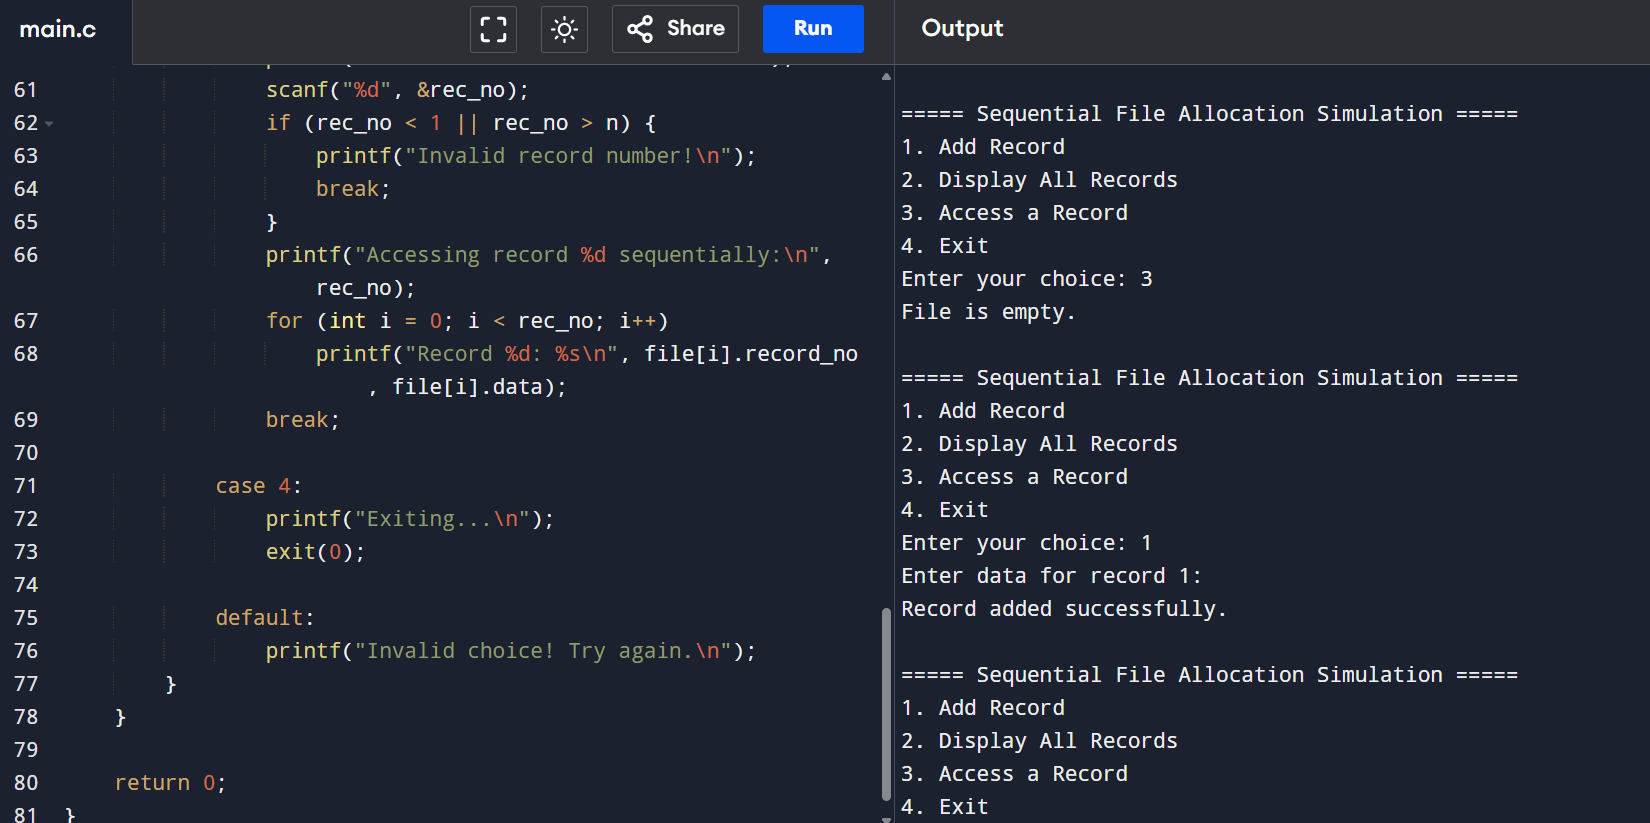 main.c
Share
Run
Output
61 scanf("%d", &rec_no);
62 if (rec_no < 1 || rec_no > n) {
63 printf("Invalid record number!\n");
64 break;
65 }
66 printf("Accessing record %d sequentially:\n",
rec_no);
67 for (int i = 0; i < rec_no; i++)
68 printf("Record %d: %s\n", file[i].record_no
, file[i].data);
69 break;
70
71 case 4:
72 printf("Exiting...\n");
73 exit(0);
74
75 default:
76 printf("Invalid choice! Try again.\n");
77 }
78 }
79
80 return 0;
81 }
===== Sequential File Allocation Simulation =====
1. Add Record
2. Display All Records
3. Access a Record
4. Exit
Enter your choice: 3
File is empty.
===== Sequential File Allocation Simulation =====
1. Add Record
2. Display All Records
3. Access a Record
4. Exit
Enter your choice: 1
Enter data for record 1:
Record added successfully.
===== Sequential File Allocation Simulation =====
1. Add Record
2. Display All Records
3. Access a Record
4. Exit